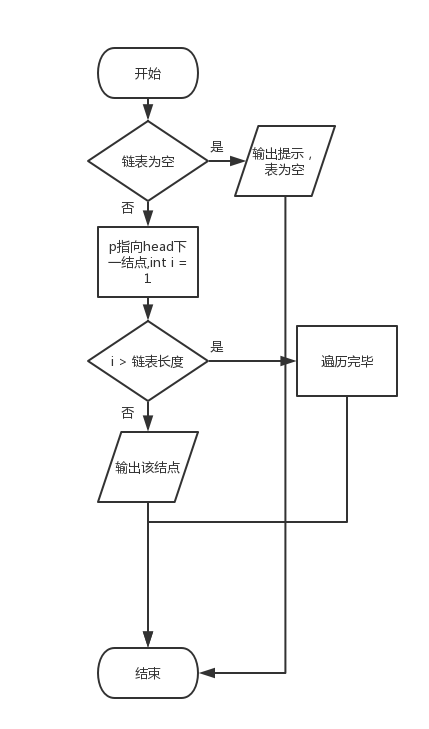 开始
链表为空
是
输出提示，
表为空
否
p指向head下
一结点,int i =
1
i > 链表长度
是
遍历完毕
否
输出该结点
结束